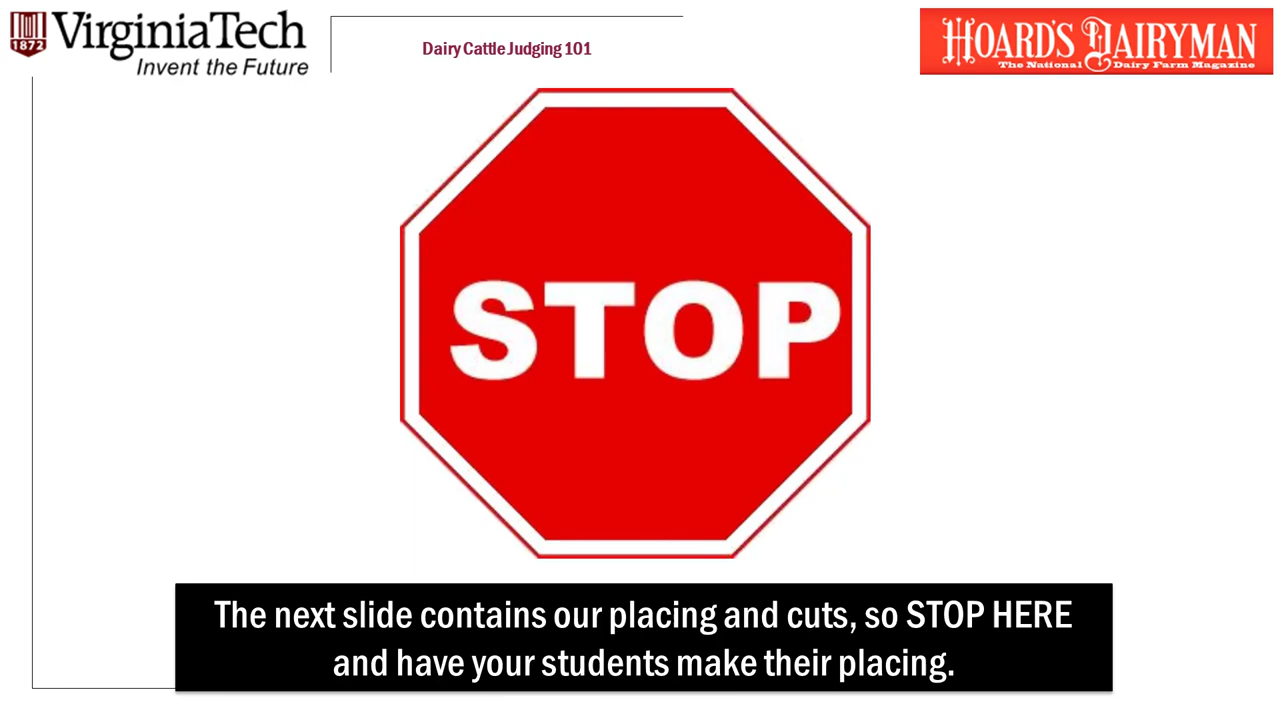 VirginiaTech
1872
Invent the Future
Dairy Cattle Judging 101
HOARD'S DAIRYMAN
The National Dairy Farm Magazine
STOP
The next slide contains our placing and cuts, so STOP HERE
and have your students make their placing.